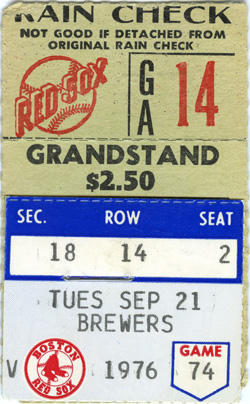 RAIN CHECK
NOT GOOD IF DETACHED FROM
ORIGINAL RAIN CHECK
RED SOX
GA 14
GRANDSTAND
$2.50
SEC. ROW SEAT
18 14 2
TUES SEP 21
BREWERS
BOSTON
RED SOX
V 1976
GAME
74